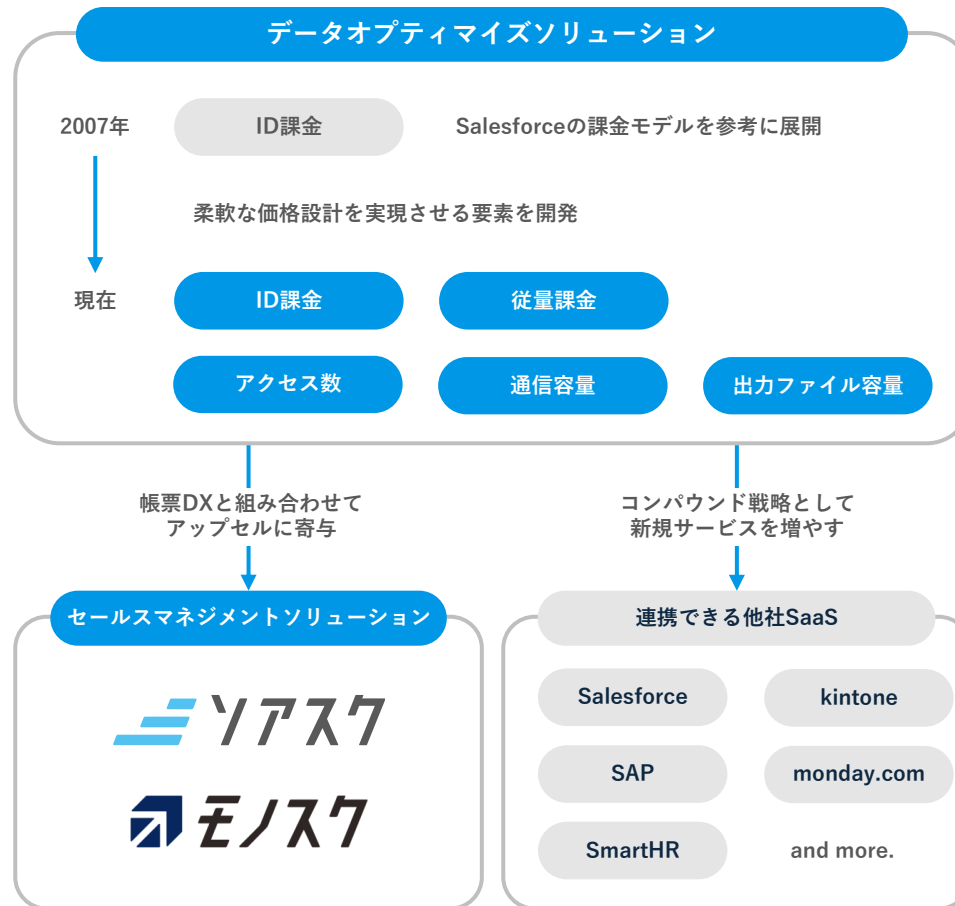 データオプティマイズソリューション
2007年
ID課金
Salesforceの課金モデルを参考に展開
柔軟な価格設計を実現させる要素を開発
現在
ID課金
従量課金
アクセス数
通信容量
出力ファイル容量
帳票DXと組み合わせて
アップセルに寄与
コンパウンド戦略として
新規サービスを増やす
セールスマネジメントソリューション
ソアスク
モノスク
連携できる他社SaaS
Salesforce
kintone
SAP
monday.com
SmartHR
and more.